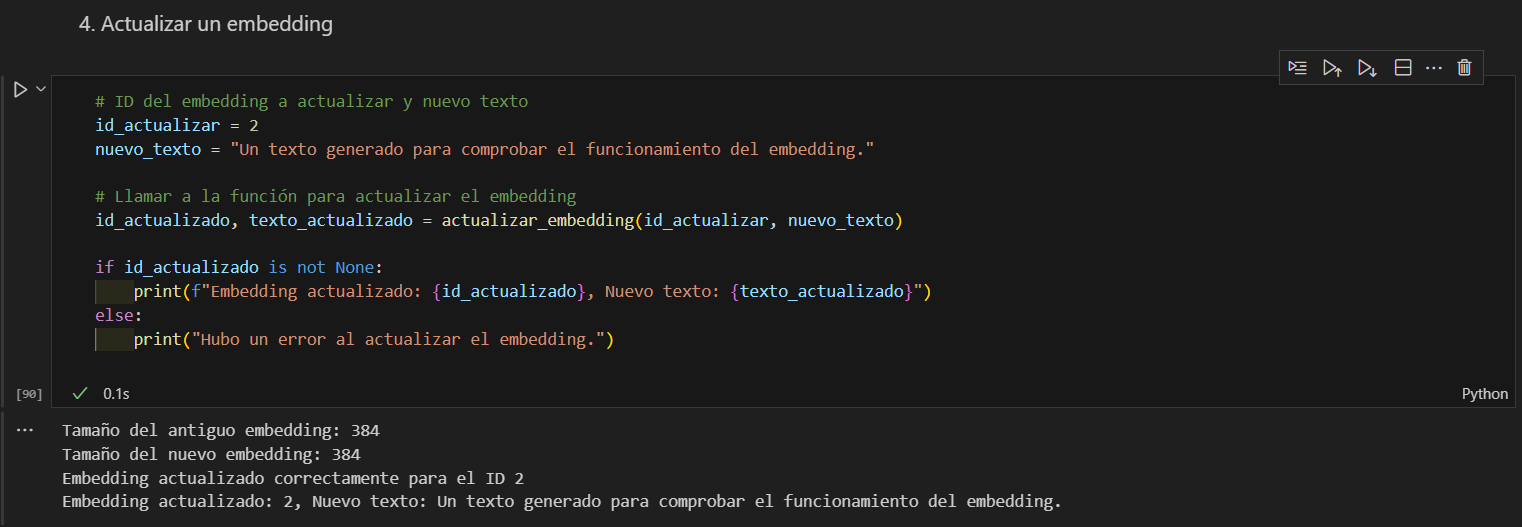 4. Actualizar un embedding
# ID del embedding a actualizar y nuevo texto
id_actualizar = 2
nuevo_texto = "Un texto generado para comprobar el funcionamiento del embedding."
# Llamar a la función para actualizar el embedding
id_actualizado, texto_actualizado = actualizar_embedding(id_actualizar, nuevo_texto)
if id_actualizado is not None:
    print(f"Embedding actualizado: {id_actualizado}, Nuevo texto: {texto_actualizado}")
else:
    print("Hubo un error al actualizar el embedding.")
[90] 0.1s Python
Tamaño del antiguo embedding: 384
Tamaño del nuevo embedding: 384
Embedding actualizado correctamente para el ID 2
Embedding actualizado: 2, Nuevo texto: Un texto generado para comprobar el funcionamiento del embedding.